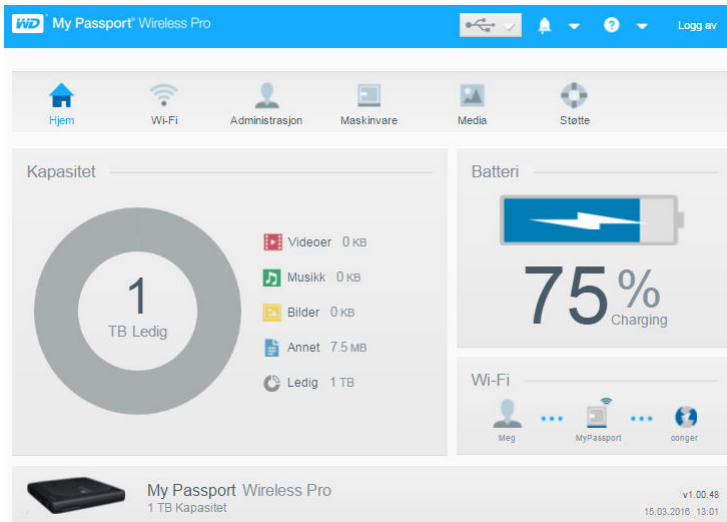 WD My Passport® Wireless Pro
Logg av
Hjem
Wi-Fi
Administrasjon
Maskinvare
Media
Støtte
Kapasitet
1
TB Ledig
Videoer 0 KB
Musikk 0 KB
Bilder 0 KB
Annet 7.5 MB
Ledig 1 TB
Batteri
75%
Charging
Wi-Fi
Meg
MyPassport
conger
My Passport Wireless Pro
1 TB Kapasitet
v1.00.48
15.03.2016 13:01